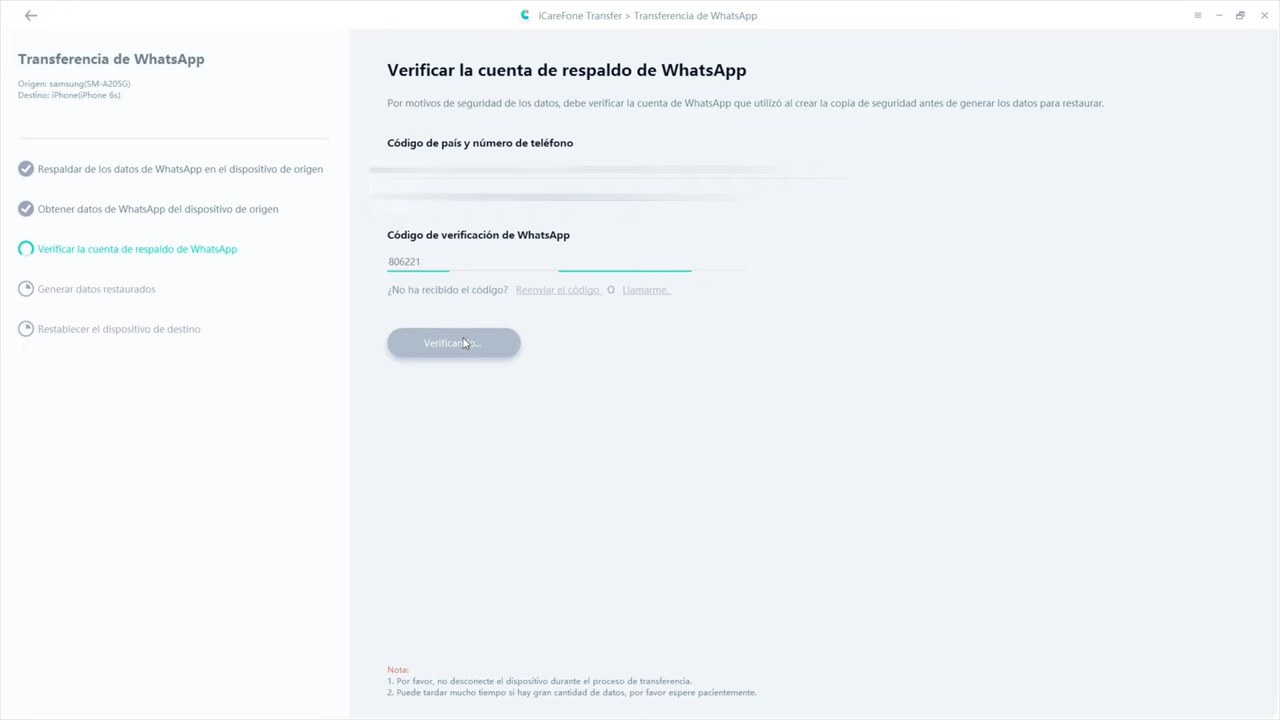 iCareFone Transfer > Transferencia de WhatsApp
Transferencia de WhatsApp
Origen: samsung(SM-A205G)
Destino: iPhone(iPhone 6s)
Respaldar de los datos de WhatsApp en el dispositivo de origen
Obtener datos de WhatsApp del dispositivo de origen
Verificar la cuenta de respaldo de WhatsApp
Generar datos restaurados
Restablecer el dispositivo de destino
Verificar la cuenta de respaldo de WhatsApp
Por motivos de seguridad de los datos, debe verificar la cuenta de WhatsApp que utilizó al crear la copia de seguridad antes de generar los datos para restaurar.
Código de país y número de teléfono
Código de verificación de WhatsApp
806221
¿No ha recibido el código? Reenviar el código O Llamarme.
Verificando...
Nota:
1. Por favor, no desconecte el dispositivo durante el proceso de transferencia.
2. Puede tardar mucho tiempo si hay gran cantidad de datos, por favor espere pacientemente.